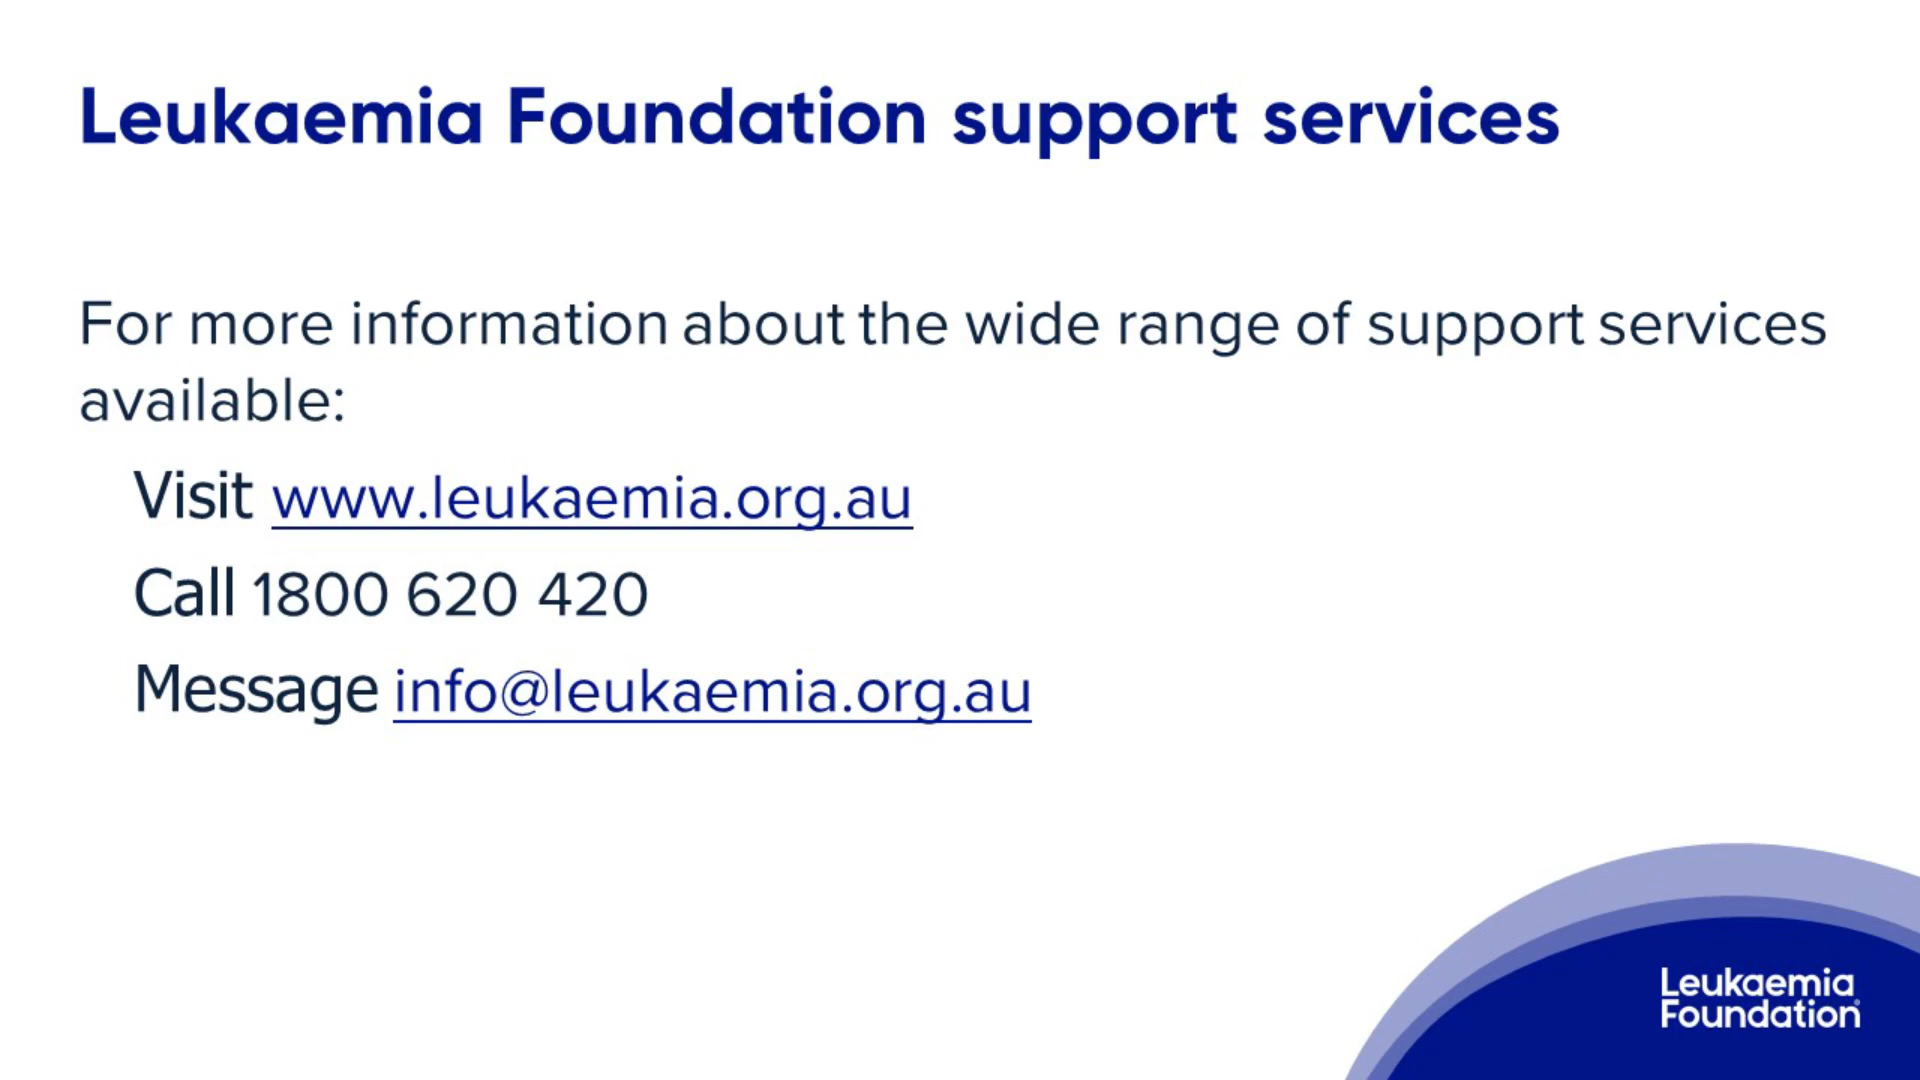 Leukaemia Foundation support services
For more information about the wide range of support services
available:
Visit www.leukaemia.org.au
Call 1800 620 420
Message info@leukaemia.org.au
Leukaemia
Foundation